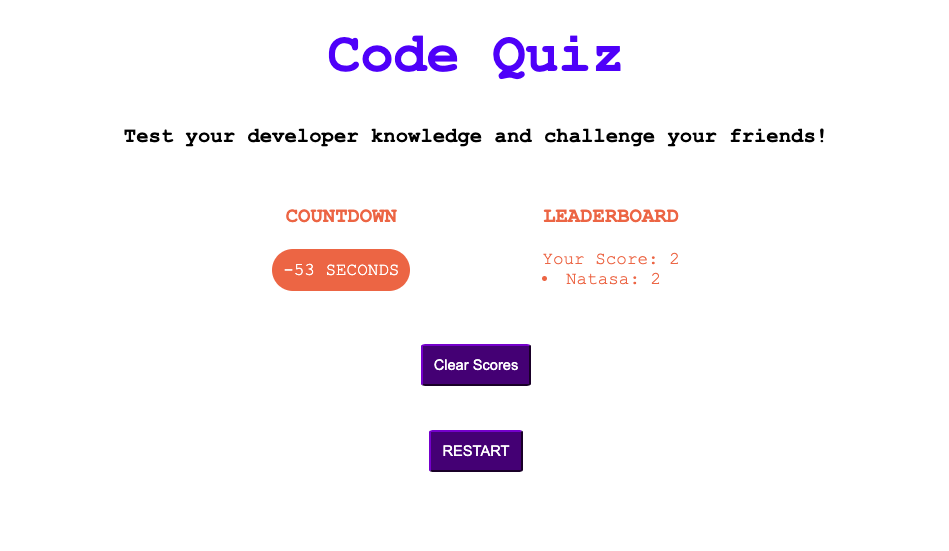 Code Quiz
Test your developer knowledge and challenge your friends!
COUNTDOWN
-53 SECONDS
LEADERBOARD
Your Score: 2
• Natasa: 2
Clear Scores
RESTART